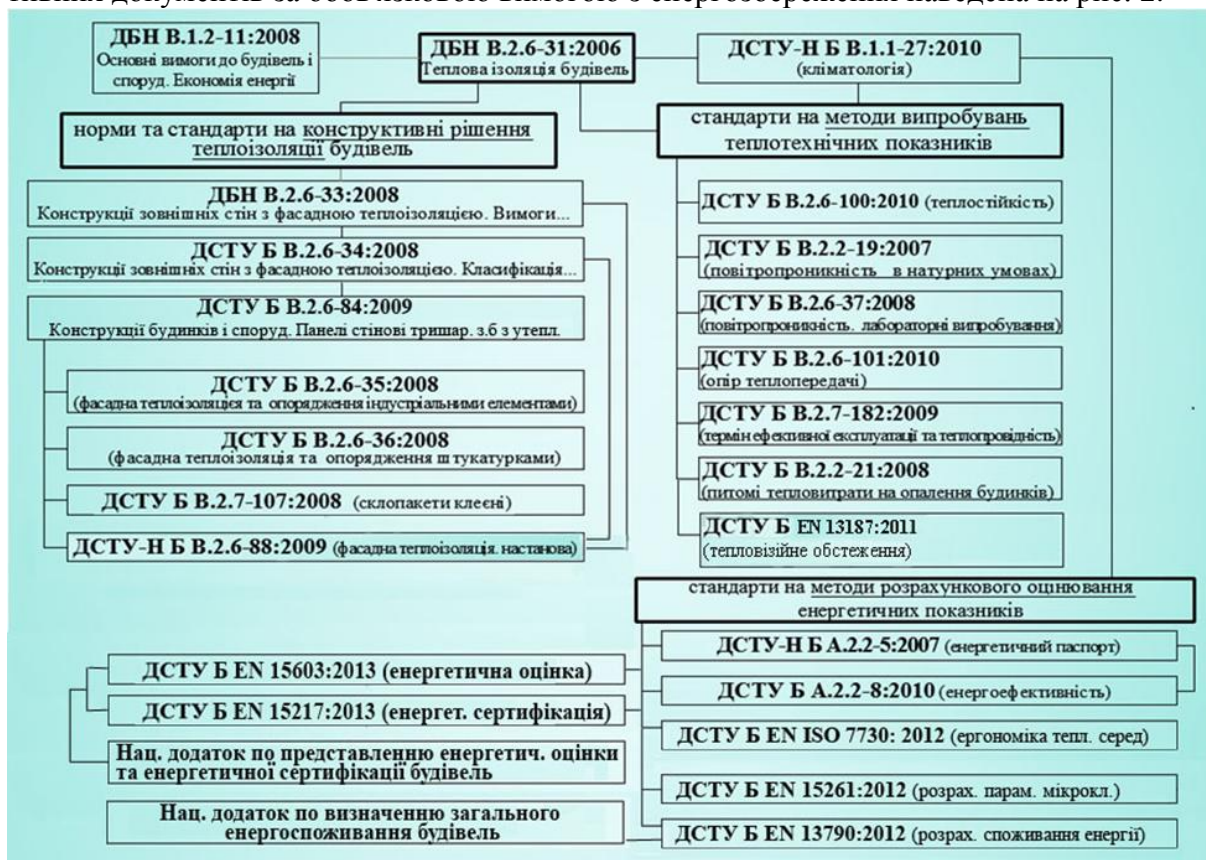 ДБН В.1.2-11:2008
Основні вимоги до будівель і
споруд. Економія енергії
ДБН В.2.6-31:2006
Теплова ізоляція будівель
ДСТУ-Н Б В.1.1-27:2010
(кліматологія)
норми та стандарти на конструктивні рішення
теплоізоляції будівель
стандарти на методи випробувань
теплотехнічних показників
ДБН В.2.6-33:2008
Конструкції зовнішніх стін з фасадною теплоізоляцією. Вимоги...
ДСТУ Б В.2.6-34:2008
Конструкції зовнішніх стін з фасадною теплоізоляцією. Класифікація...
ДСТУ Б В.2.6-84:2009
Конструкції будинків і споруд. Панелі стінові тришар. з.б з утепл.
ДСТУ Б В.2.6-35:2008
(фасадна теплоізоляцієя та опорядження індустріальними елементами)
ДСТУ Б В.2.6-36:2008
(фасадна теплоізоляція та опорядження штукатурками)
ДСТУ Б В.2.7-107:2008 (склопакети клеєні)
ДСТУ-Н Б В.2.6-88:2009 (фасадна теплоізоляція. настанова)
ДСТУ Б В.2.6-100:2010 (теплостійкість)
ДСТУ Б В.2.2-19:2007
(повітропроникність в натурних умовах)
ДСТУ Б В.2.6-37:2008
(повітропроникність. лабораторні випробування)
ДСТУ Б В.2.6-101:2010
(опір теплопередачі)
ДСТУ Б В.2.7-182:2009
(термін ефективної експлуатації та теплопровідність)
ДСТУ Б В.2.2-21:2008
(питомі тепловитрати на опалення будинків)
ДСТУ Б EN 13187:2011
(тепловізійне обстеження)
стандарти на методи розрахункового оцінювання
енергетичних показників
ДСТУ-Н Б А.2.2-5:2007 (енергетичний паспорт)
ДСТУ Б А.2.2-8:2010 (енергоефективність)
ДСТУ Б EN ISO 7730: 2012 (ергономіка тепл. серед)
ДСТУ Б EN 15261:2012 (розрах. парам. мікрокл.)
ДСТУ Б EN 13790:2012 (розрах. споживання енергії)
ДСТУ Б EN 15603:2013 (енергетична оцінка)
ДСТУ Б EN 15217:2013 (енергет. сертифікація)
Нац. додаток по представленню енергетич. оцінки
та енергетичної сертифікації будівель
Нац. додаток по визначенню загального
енергоспоживання будівель